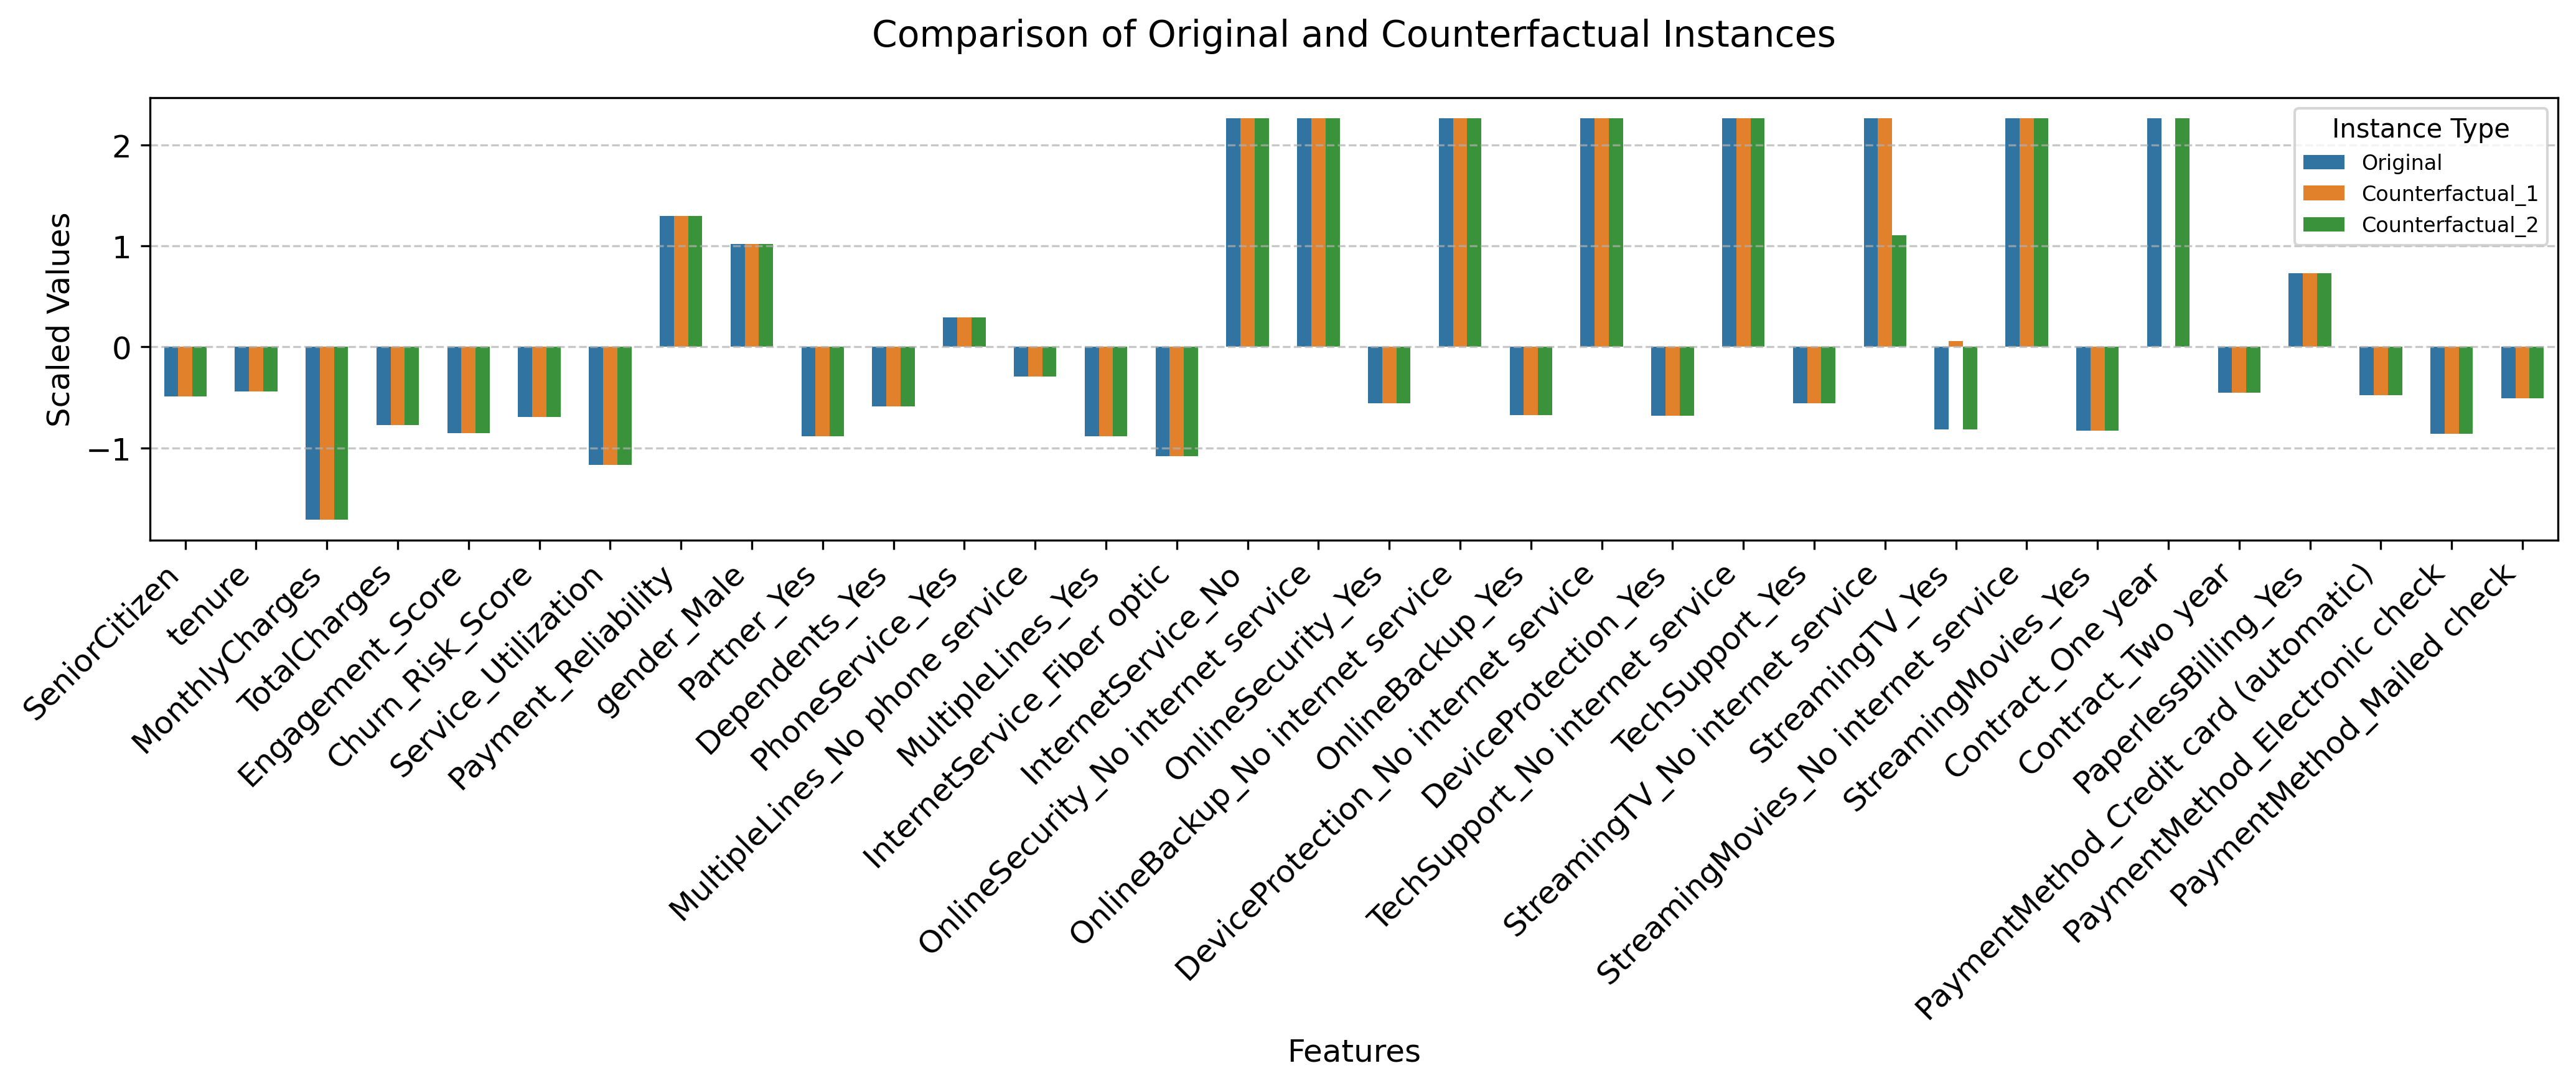 Comparison of Original and Counterfactual Instances
Scaled Values
2
1
0
−1
Instance Type
Original
Counterfactual_1
Counterfactual_2
SeniorCitizen
tenure
MonthlyCharges
TotalCharges
Engagement_Score
Churn_Risk_Score
Service_Utilization
Payment_Reliability
gender_Male
Partner_Yes
Dependents_Yes
PhoneService_Yes
MultipleLines_No phone service
MultipleLines_Yes
InternetService_Fiber optic
InternetService_No
OnlineSecurity_No internet service
OnlineSecurity_Yes
OnlineBackup_No internet service
OnlineBackup_Yes
DeviceProtection_No internet service
DeviceProtection_Yes
TechSupport_No internet service
TechSupport_Yes
StreamingTV_No internet service
StreamingTV_Yes
StreamingMovies_No internet service
StreamingMovies_Yes
Contract_One year
Contract_Two year
PaperlessBilling_Yes
PaymentMethod_Credit card (automatic)
PaymentMethod_Electronic check
PaymentMethod_Mailed check
Features